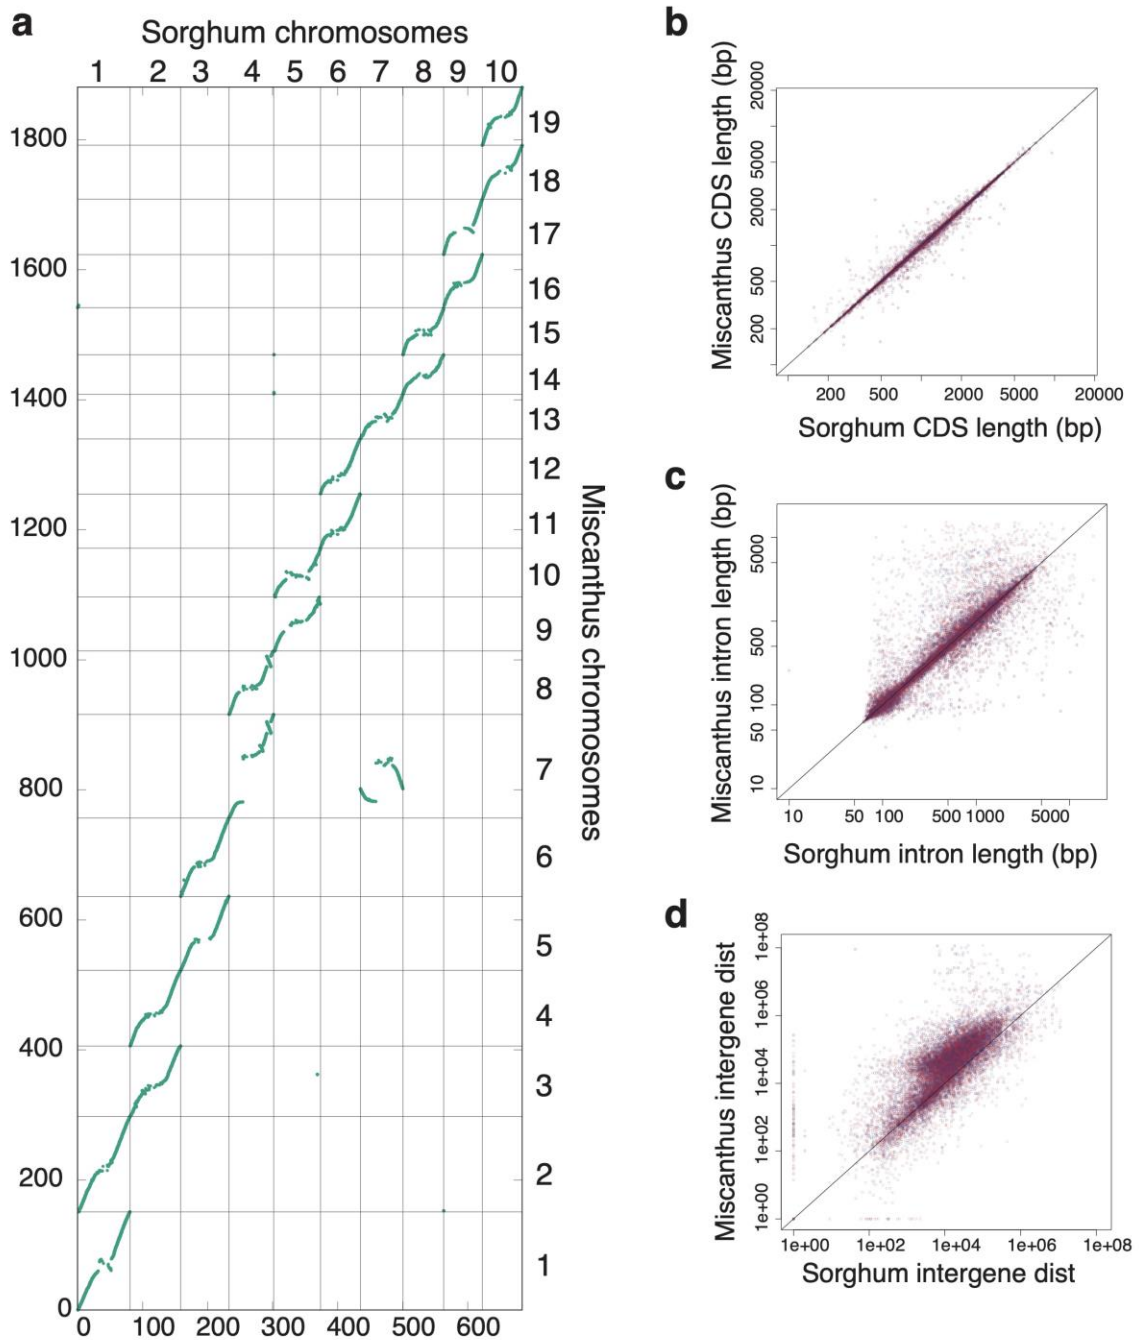 a
Sorghum chromosomes
1 2 3 4 5 6 7 8 9 10
1800
1600
1400
1200
1000
800
600
400
200
0
0 100 200 300 400 500 600
19
18
17
16
15
14
13
12
11
10
9
8
7
6
5
4
3
2
1
Miscanthus chromosomes
b
Miscanthus CDS length (bp)
20000
5000
2000
500
200
200 500 2000 5000 20000
Sorghum CDS length (bp)
c
Miscanthus intron length (bp)
5000
500
100
50
10
10 50 100 500 1000 5000
Sorghum intron length (bp)
d
Miscanthus intergene dist
1e+08
1e+06
1e+04
1e+02
1e+00
1e+00 1e+02 1e+04 1e+06 1e+08
Sorghum intergene dist